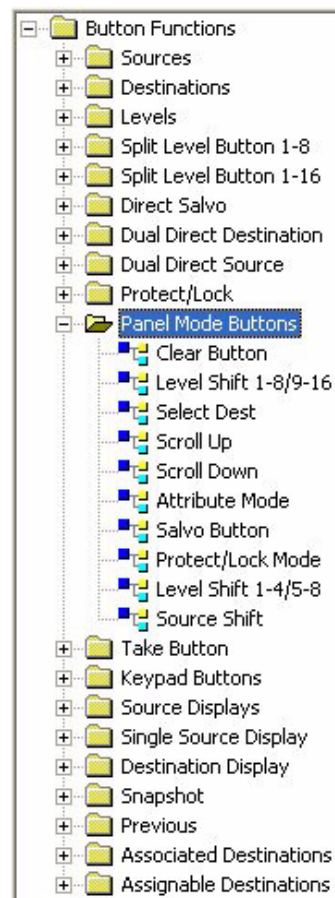 Button Functions
Sources
Destinations
Levels
Split Level Button 1-8
Split Level Button 1-16
Direct Salvo
Dual Direct Destination
Dual Direct Source
Protect/Lock
Panel Mode Buttons
Clear Button
Level Shift 1-8/9-16
Select Dest
Scroll Up
Scroll Down
Attribute Mode
Salvo Button
Protect/Lock Mode
Level Shift 1-4/5-8
Source Shift
Take Button
Keypad Buttons
Source Displays
Single Source Display
Destination Display
Snapshot
Previous
Associated Destinations
Assignable Destinations